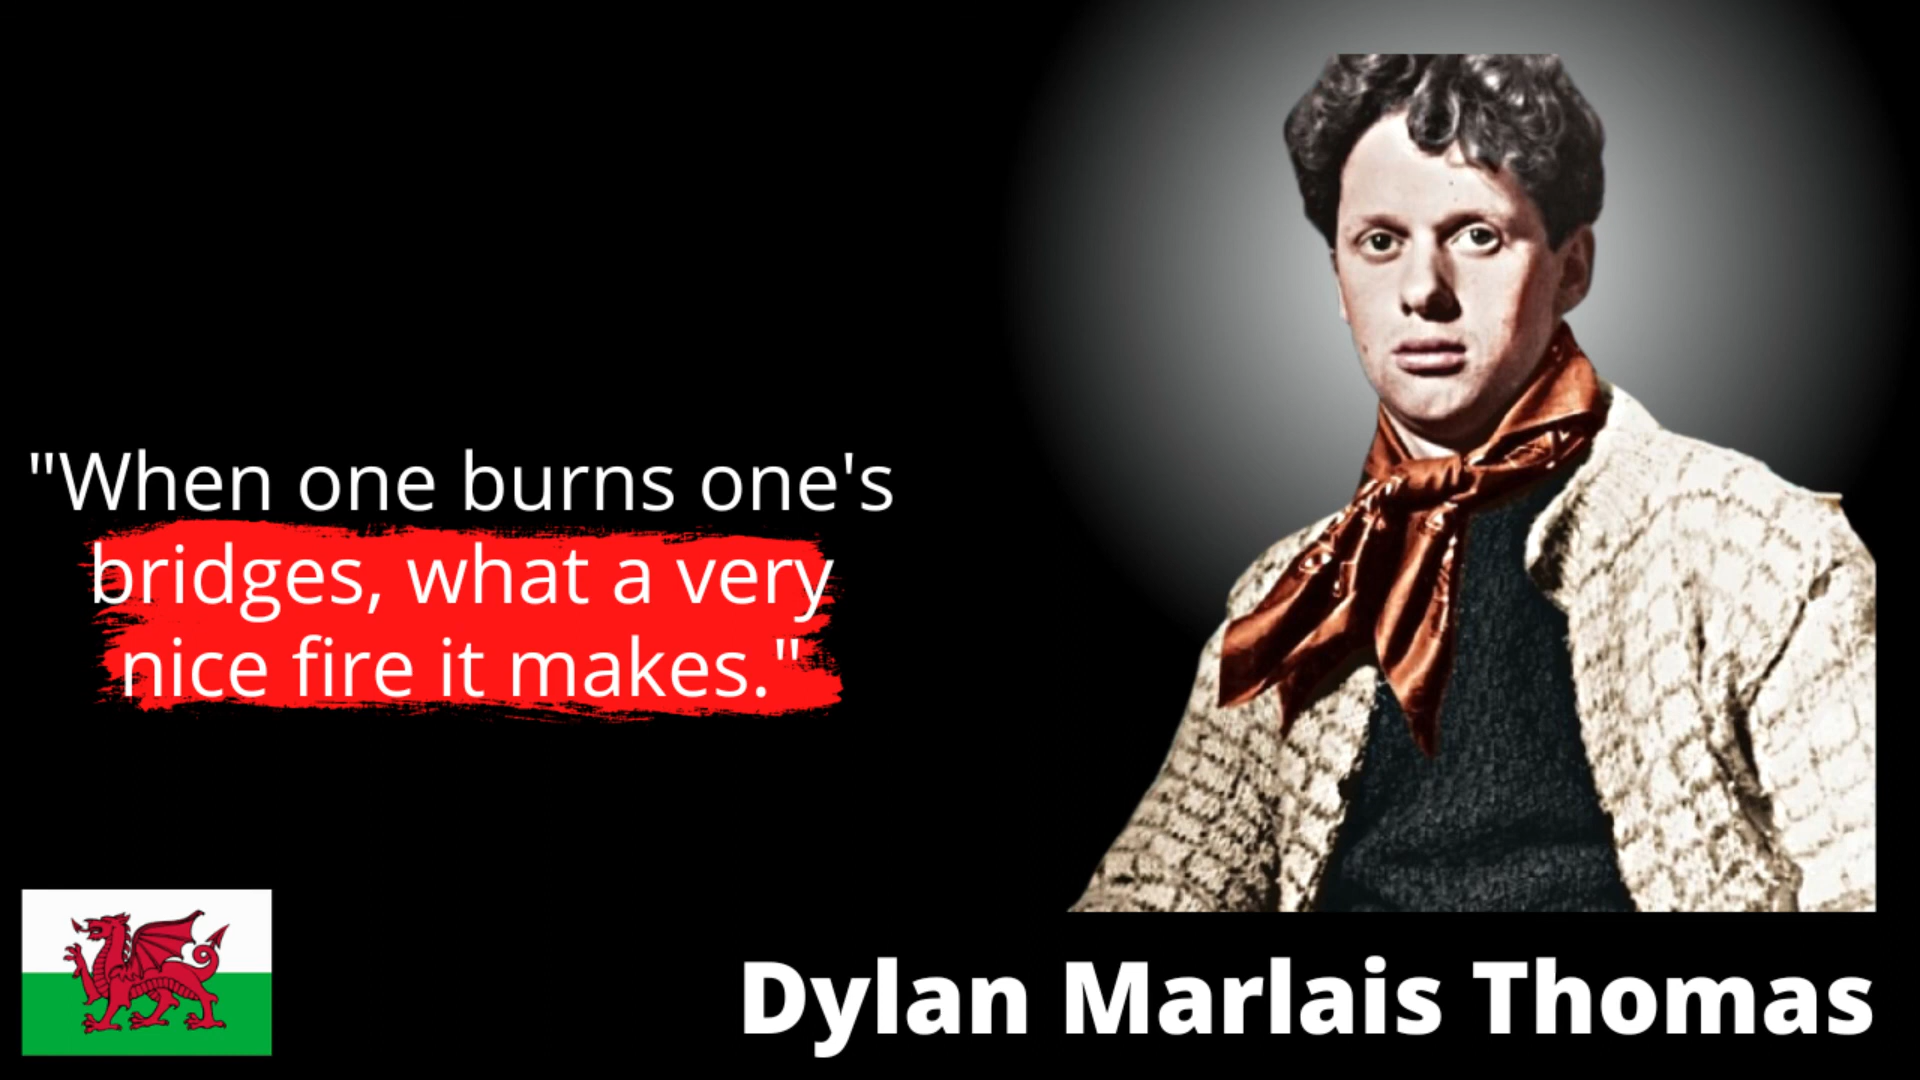 "When one burns one's
bridges, what a very
nice fire it makes."
Dylan Marlais Thomas